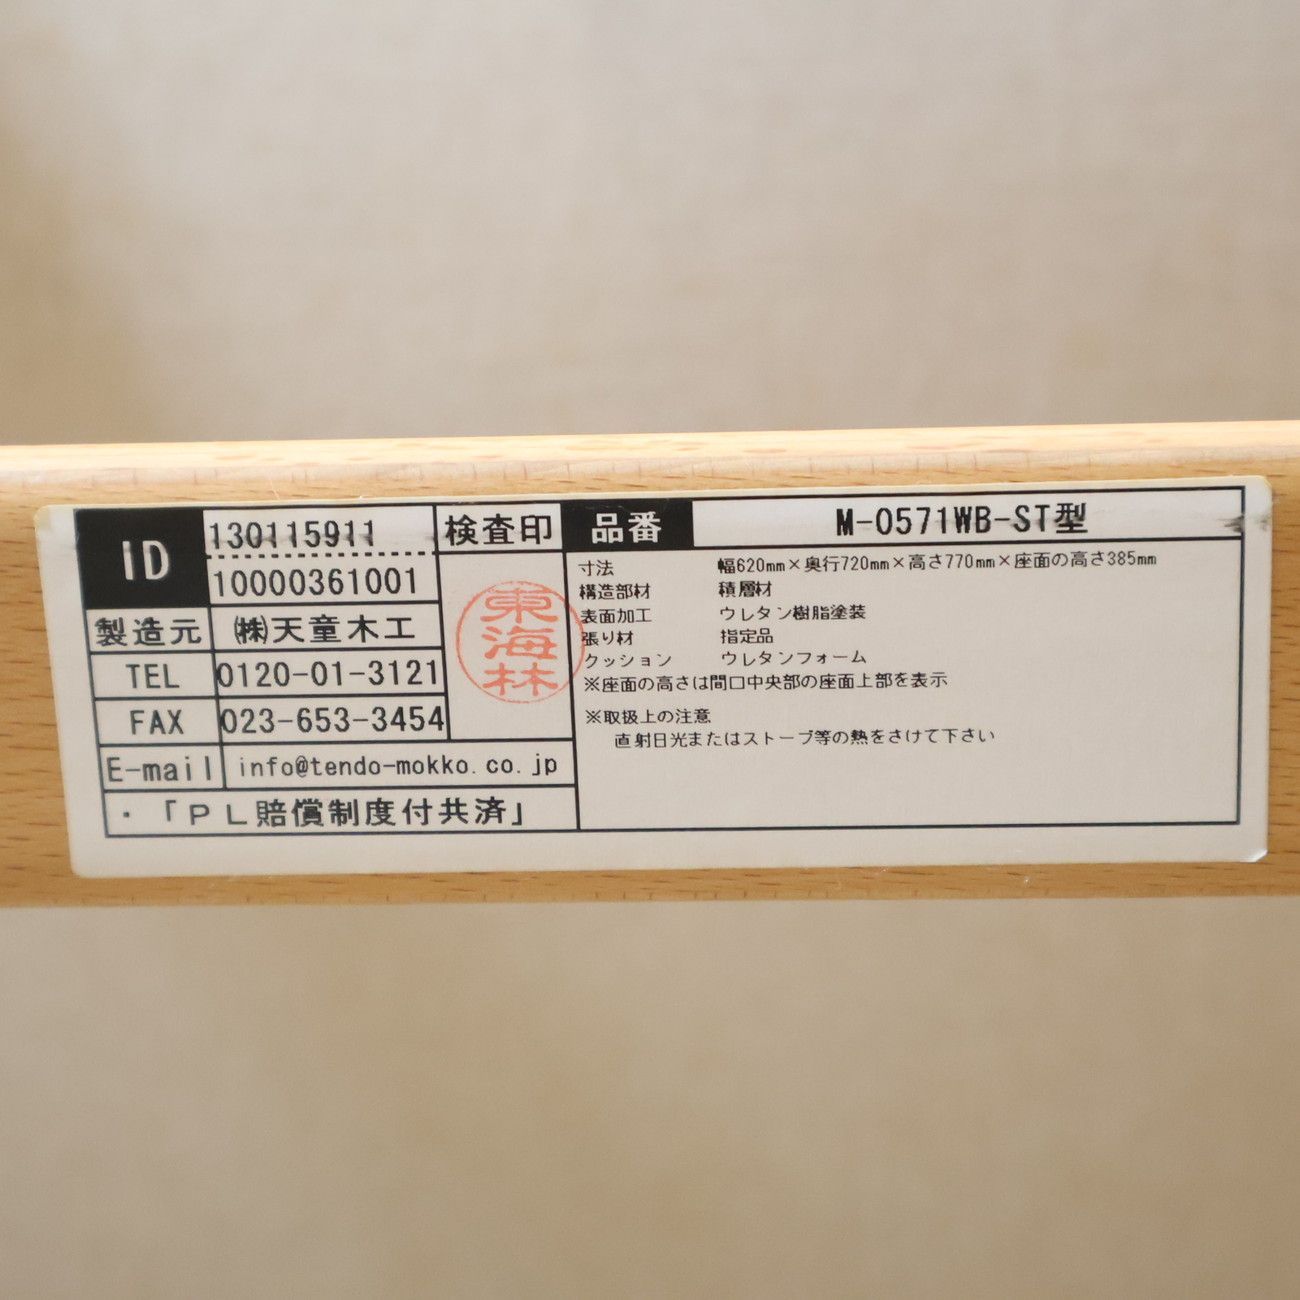 ID 130115911
10000361001
検査印
製造元 ㈱天童木工
TEL 0120-01-3121
FAX 023-653-3454
E-mail info@tendo-mokko.co.jp
・「ＰＬ賠償制度付共済」
東海林
品番 M-0571WB-ST型
寸法 幅620mm×奥行720mm×高さ770mm×座面の高さ385mm
構造部材 積層材
表面加工 ウレタン樹脂塗装
張り材 指定品
クッション ウレタンフォーム
※座面の高さは間口中央部の座面上部を表示
※取扱上の注意
直射日光またはストーブ等の熱をさけて下さい